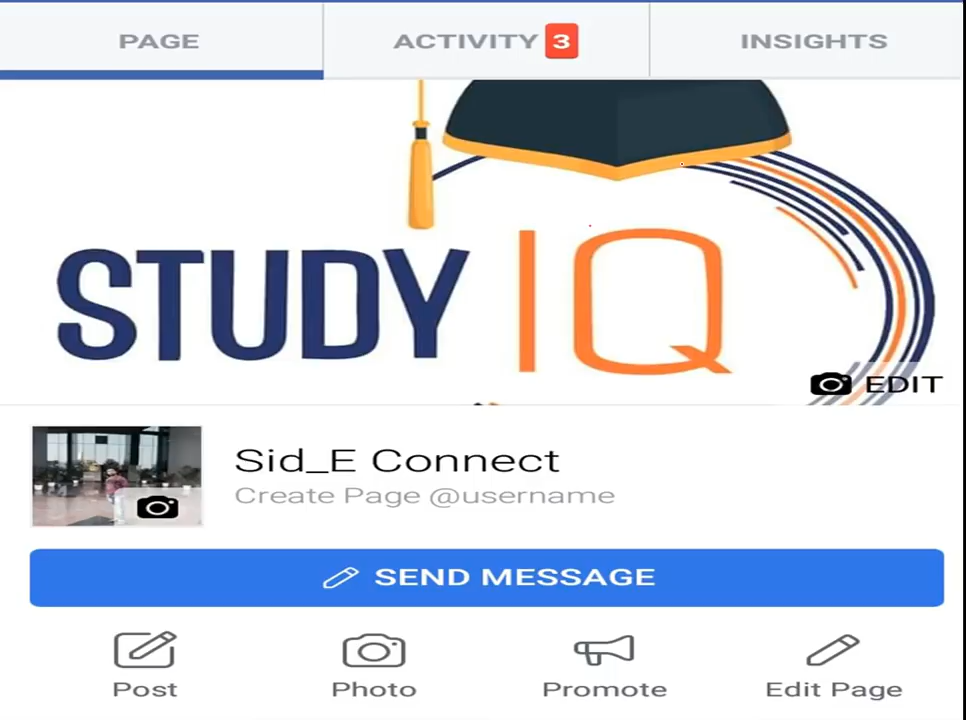 PAGE ACTIVITY 3 INSIGHTS
STUDY IQ
EDIT
Sid_E Connect
Create Page @username
SEND MESSAGE
Post Photo Promote Edit Page